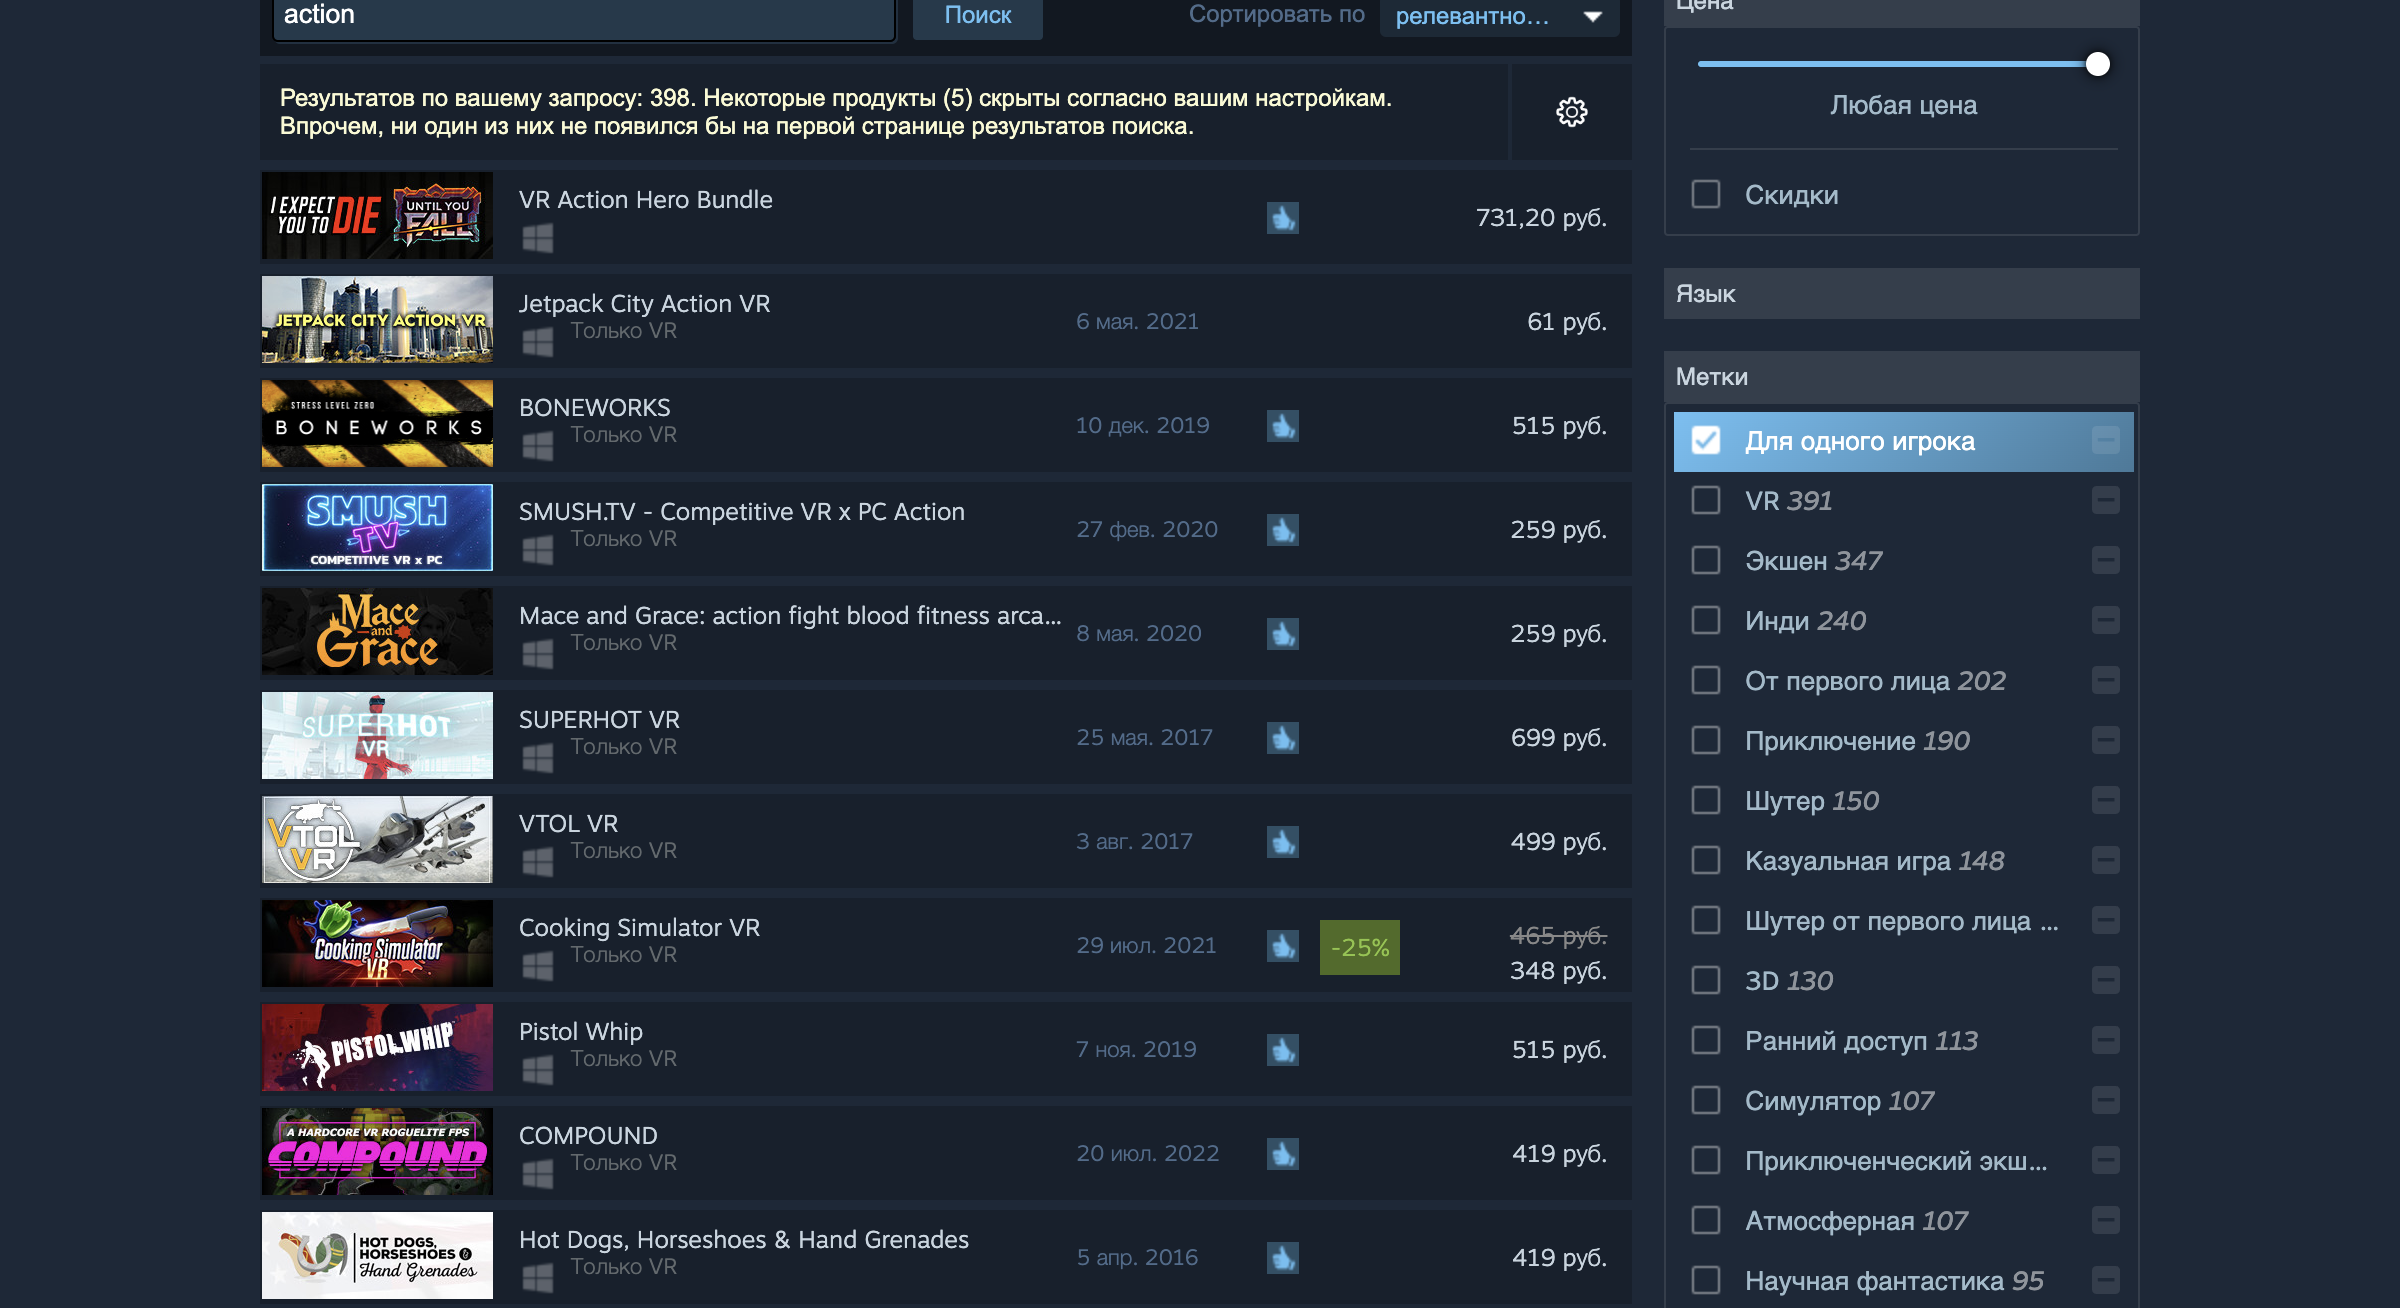 action
Поиск
Сортировать по
релевантно...
Результатов по вашему запросу: 398. Некоторые продукты (5) скрыты согласно вашим настройкам.
Впрочем, ни один из них не появился бы на первой странице результатов поиска.
I EXPECT
YOU TO DIE
UNTIL YOU
FALL
VR Action Hero Bundle
731,20 руб.
JETPACK CITY ACTION VR
Jetpack City Action VR
Только VR
6 мая. 2021
61 руб.
STRESS LEVEL ZERO
BONEWORKS
BONEWORKS
Только VR
10 дек. 2019
515 руб.
SMUSH
TV
COMPETITIVE VR x PC
SMUSH.TV - Competitive VR x PC Action
Только VR
27 фев. 2020
259 руб.
Mace
and
Grace
Mace and Grace: action fight blood fitness arca...
Только VR
8 мая. 2020
259 руб.
SUPERHOT
VR
SUPERHOT VR
Только VR
25 мая. 2017
699 руб.
VTOL
VR
VTOL VR
Только VR
3 авг. 2017
499 руб.
Cooking Simulator
VR
Cooking Simulator VR
Только VR
29 июл. 2021
-25%
465 руб.
348 руб.
PISTOL WHIP
Pistol Whip
Только VR
7 ноя. 2019
515 руб.
A HARDCORE VR ROGUELITE FPS
COMPOUND
COMPOUND
Только VR
20 июл. 2022
419 руб.
HOT DOGS,
HORSESHOES &
Hand Grenades
Hot Dogs, Horseshoes & Hand Grenades
Только VR
5 апр. 2016
419 руб.
Цена
Любая цена
Скидки
Язык
Метки
Для одного игрока
VR 391
Экшен 347
Инди 240
От первого лица 202
Приключение 190
Шутер 150
Казуальная игра 148
Шутер от первого лица ...
3D 130
Ранний доступ 113
Симулятор 107
Приключенческий экш...
Атмосферная 107
Научная фантастика 95